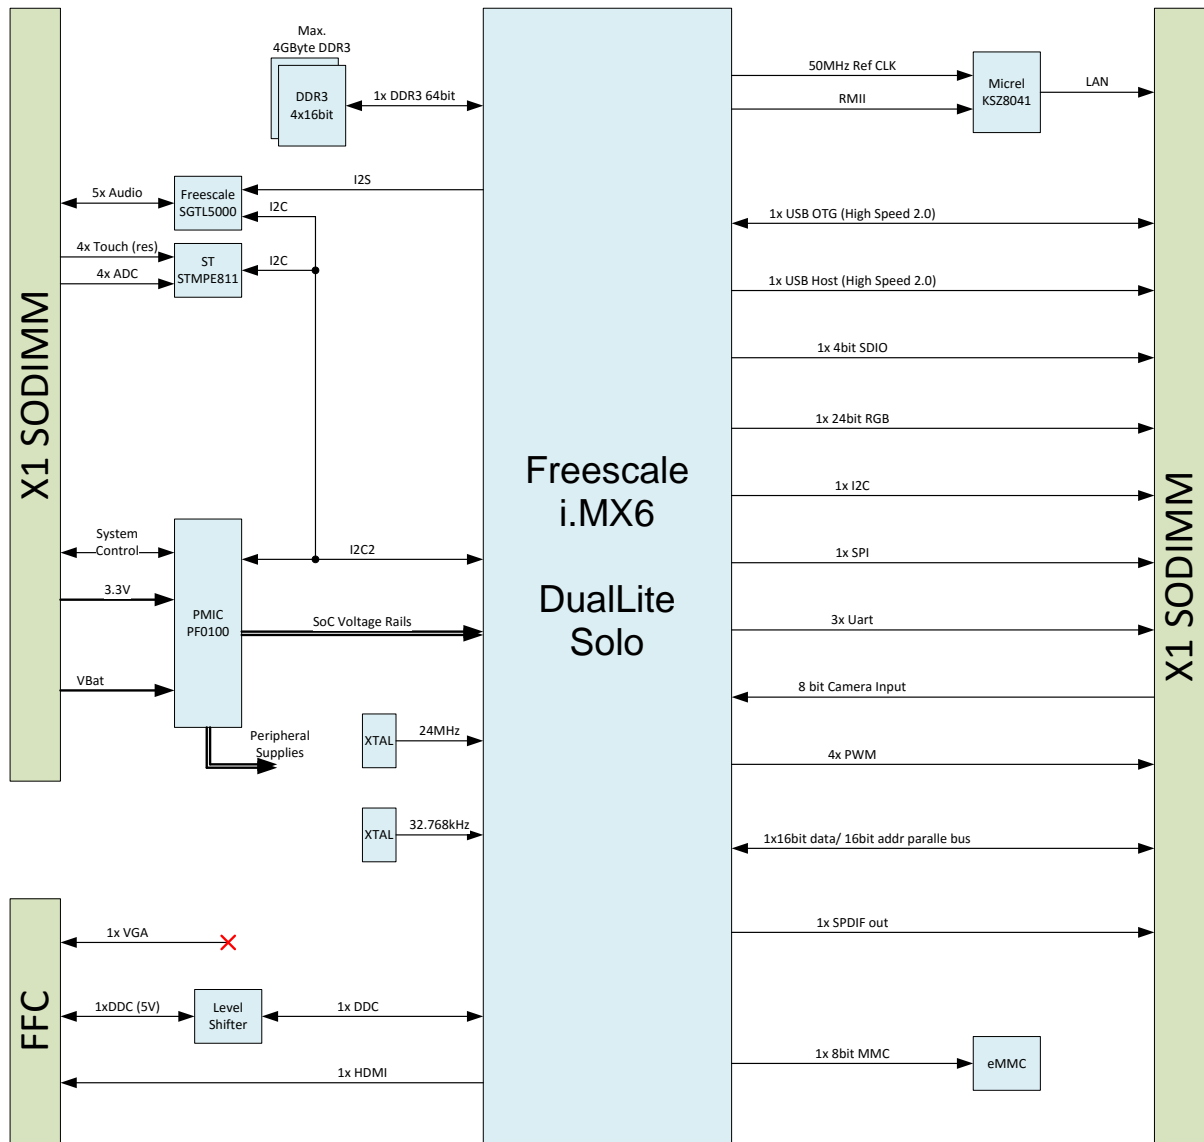 Max.
4GByte DDR3
DDR3
4x16bit
1x DDR3 64bit
50MHz Ref CLK
RMII
Micrel
KSZ8041
LAN
5x Audio
Freescale
SGTL5000
I2S
I2C
4x Touch (res)
4x ADC
ST
STMPE811
I2C
1x USB OTG (High Speed 2.0)
1x USB Host (High Speed 2.0)
1x 4bit SDIO
1x 24bit RGB
1x I2C
1x SPI
3x Uart
8 bit Camera Input
4x PWM
1x16bit data/ 16bit addr paralle bus
1x SPDIF out
1x 8bit MMC
eMMC
X1 SODIMM
X1 SODIMM
Freescale
i.MX6
DualLite
Solo
System
Control
3.3V
VBat
PMIC
PF0100
I2C2
SoC Voltage Rails
Peripheral
Supplies
XTAL
24MHz
XTAL
32.768kHz
FFC
1x VGA
1xDDC (5V)
Level
Shifter
1x DDC
1x HDMI